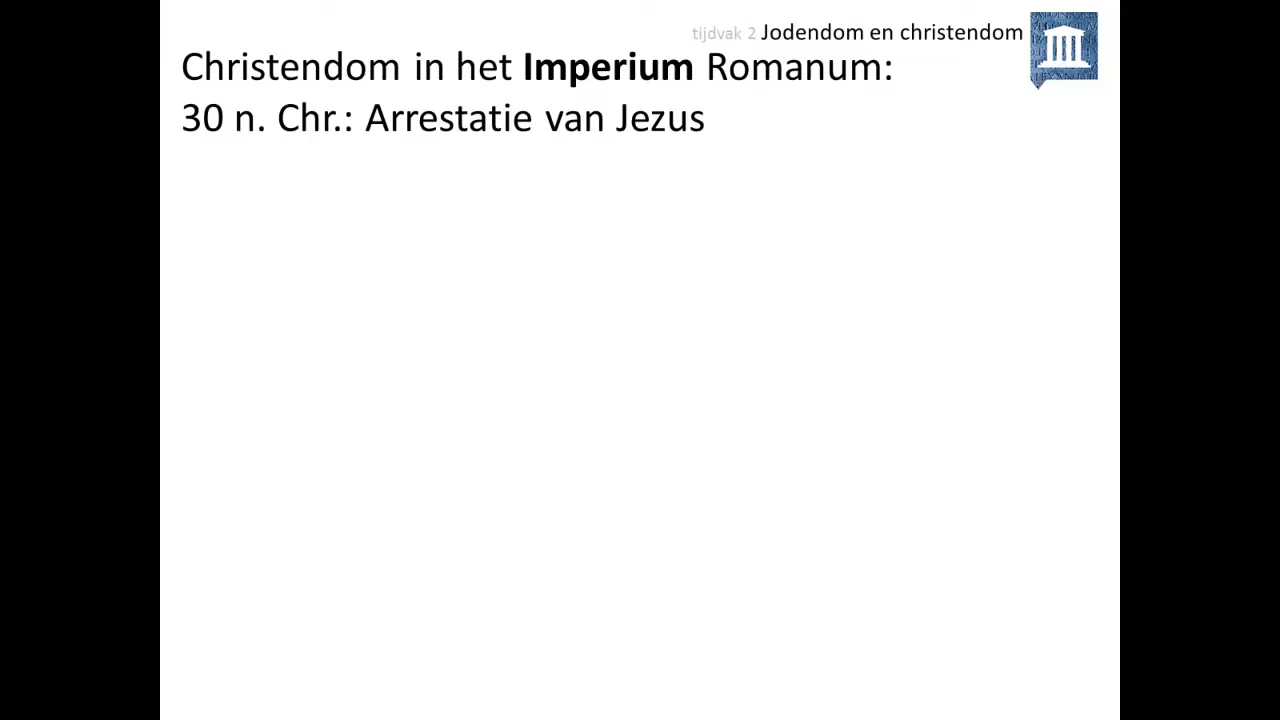 tijdvak 2 Jodendom en christendom
Christendom in het Imperium Romanum:
30 n. Chr.: Arrestatie van Jezus